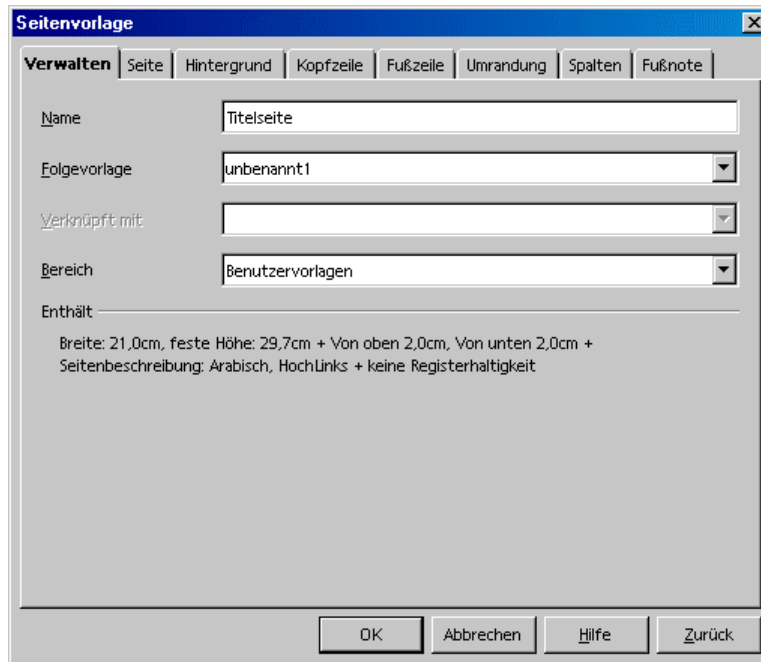 Seitenvorlage
Verwalten Seite Hintergrund Kopfzeile Fußzeile Umrandung Spalten Fußnote
Name Titelseite
Folgevorlage unbenannt1
Verknüpft mit
Bereich Benutzervorlagen
Enthält
Breite: 21,0cm, feste Höhe: 29,7cm + Von oben 2,0cm, Von unten 2,0cm +
Seitenbeschreibung: Arabisch, HochLinks + keine Registerhaltigkeit
OK Abbrechen Hilfe Zurück